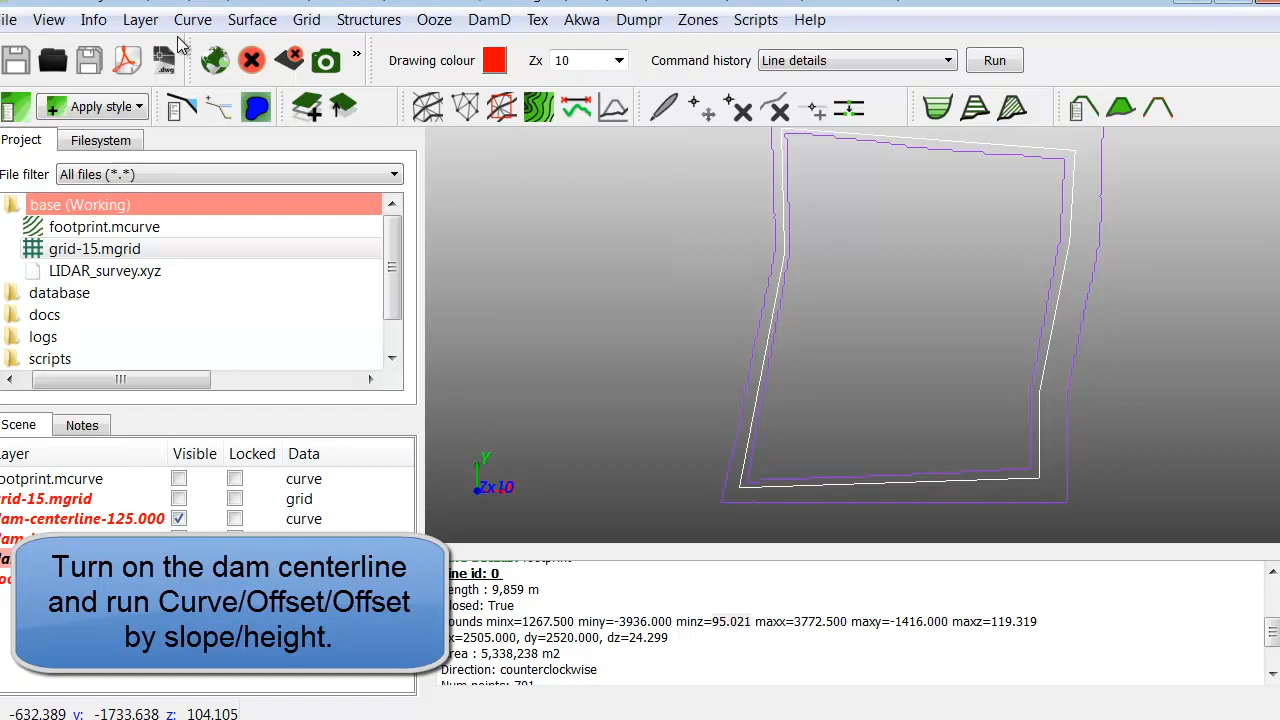 ile View Info Layer Curve Surface Grid Structures Ooze DamD Tex Akwa Dumpr Zones Scripts Help
.dwg » Drawing colour Zx 10 Command history Line details Run
Apply style
Project Filesystem
File filter All files (*.*)
base (Working)
footprint.mcurve
grid-15.mgrid
LIDAR_survey.xyz
database
docs
logs
scripts
Scene Notes
ayer Visible Locked Data
ootprint.mcurve curve
rid-15.mgrid grid
am-centerline-125.000 curve
Turn on the dam centerline
and run Curve/Offset/Offset
by slope/height.
Y
Zx10
ine id: 0
ength : 9,859 m
losed: True
ounds minx=1267.500 miny=-3936.000 minz=95.021 maxx=3772.500 maxy=-1416.000 maxz=119.319
x=2505.000, dy=2520.000, dz=24.299
rea : 5,338,238 m2
Direction: counterclockwise
-632.389 y: -1733.638 z: 104.105